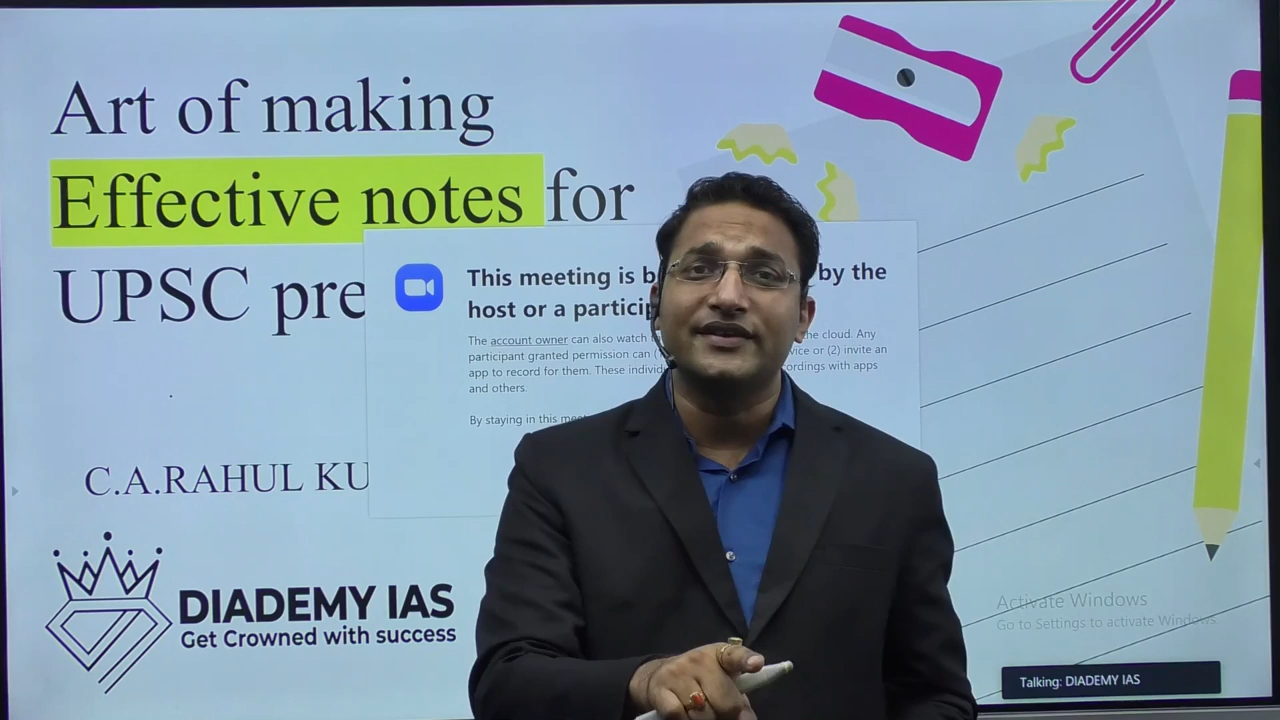 Art of making
Effective notes for
UPSC pre
C.A.RAHUL KU
DIADEMY IAS
Get Crowned with success
This meeting is b by the
host or a particip
The account owner can also watch the cloud. Any
participant granted permission can or (2) invite an
app to record for them. These ordings with apps
and others.
By staying in this
Activate Windows
Go to Settings to activate Windows.
Talking: DIADEMY IAS